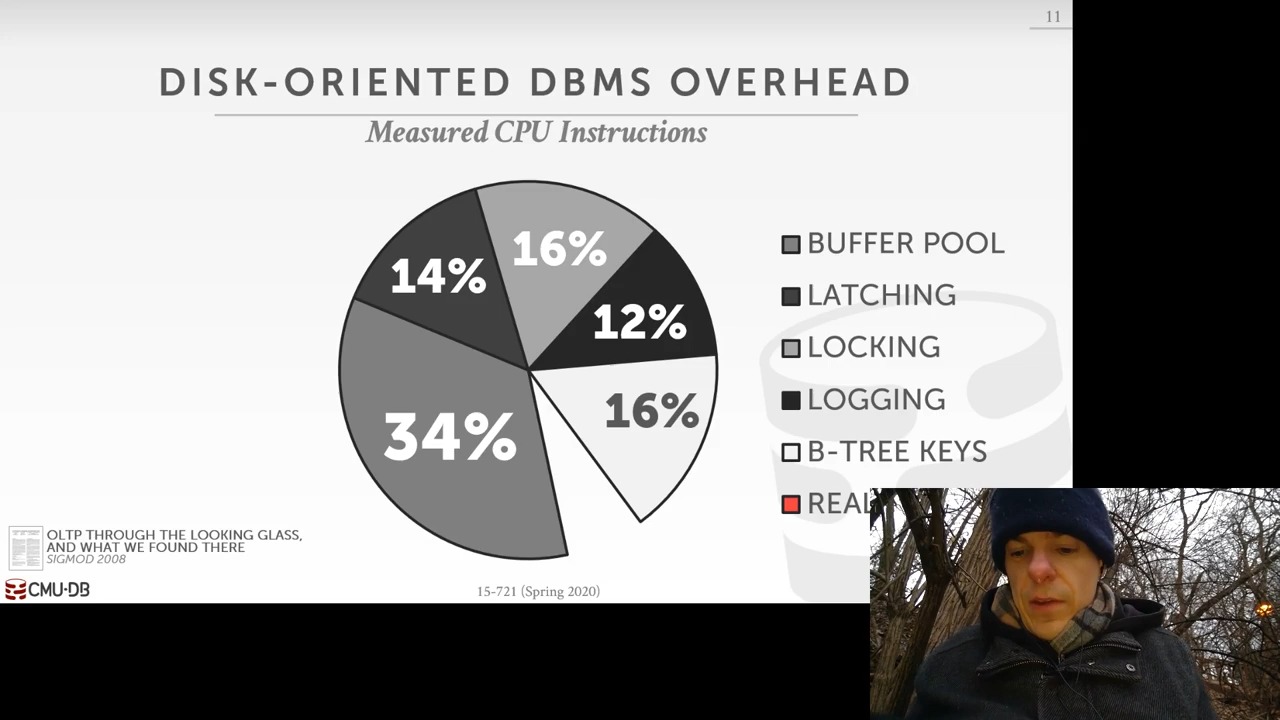 11
DISK-ORIENTED DBMS OVERHEAD
Measured CPU Instructions
16%
14%
12%
16%
34%
BUFFER POOL
LATCHING
LOCKING
LOGGING
B-TREE KEYS
REAL
OLTP THROUGH THE LOOKING GLASS,
AND WHAT WE FOUND THERE
SIGMOD 2008
CMU·DB
15-721 (Spring 2020)